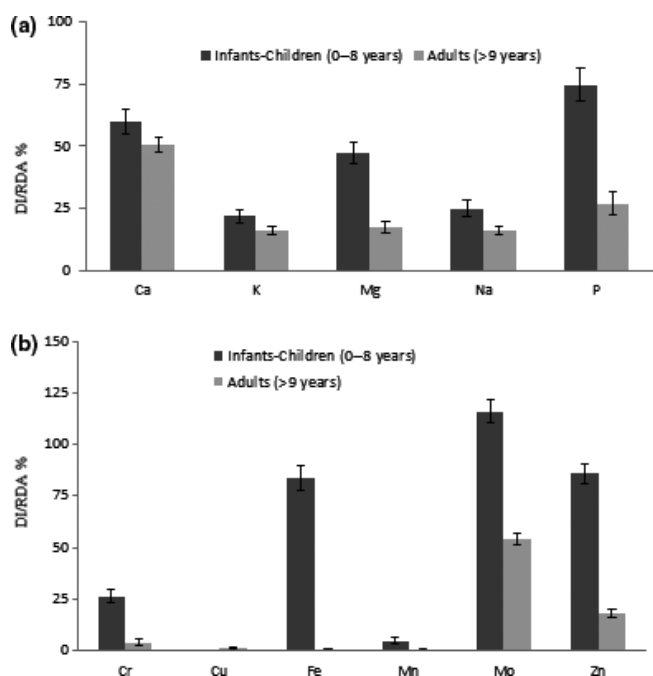 (a)
100
75
50
25
0
DI/RDA %
Infants-Children (0–8 years) Adults (>9 years)
Ca K Mg Na P
(b)
150
125
100
75
50
25
0
DI/RDA %
Infants-Children (0–8 years)
Adults (>9 years)
Cr Cu Fe Mn Mo Zn